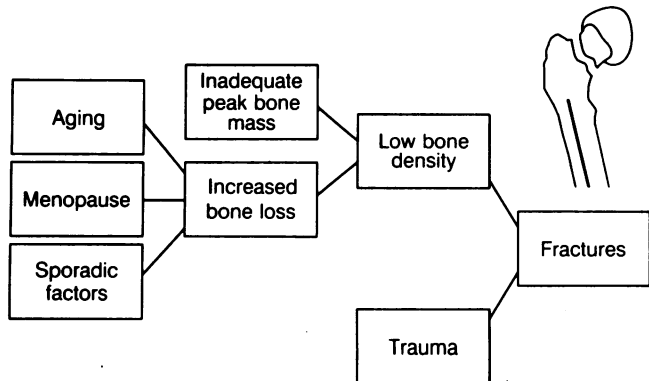 Aging
Menopause
Sporadic
factors
Inadequate
peak bone
mass
Increased
bone loss
Low bone
density
Trauma
Fractures